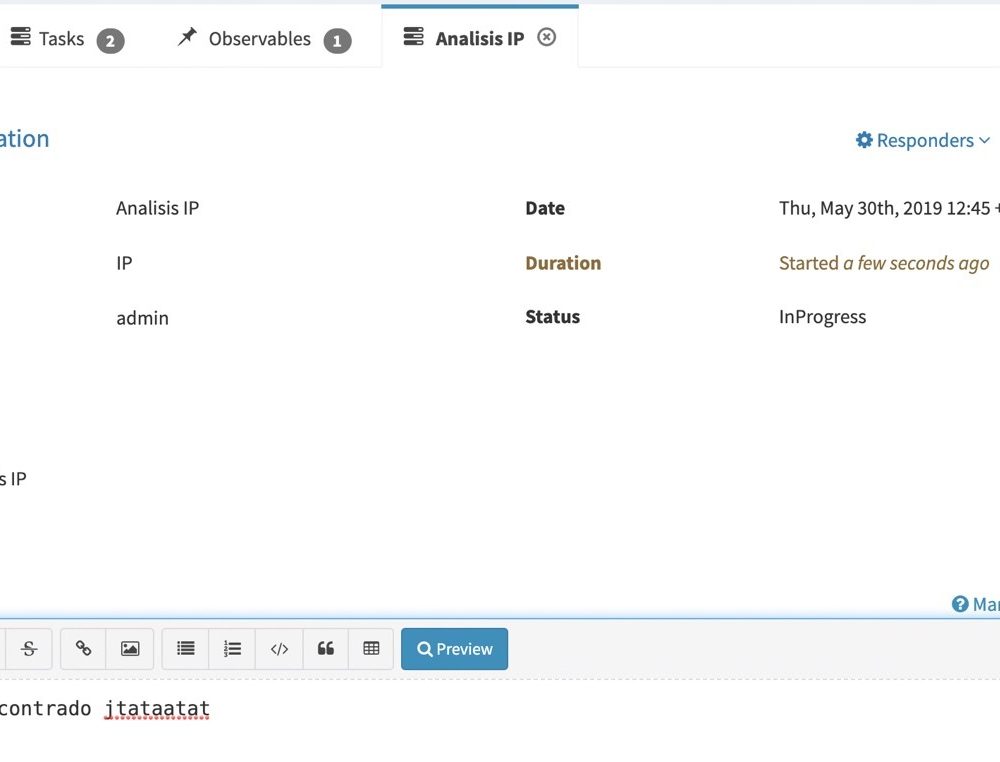 Tasks 2 Observables 1 Analisis IP
ation Responders
Analisis IP Date Thu, May 30th, 2019 12:45 +
IP Duration Started a few seconds ago
admin Status InProgress
s IP
Mar
Preview
contrado jtataatat